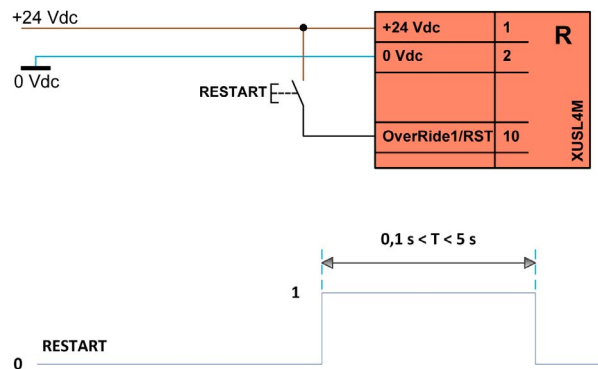 +24 Vdc
0 Vdc
RESTART
+24 Vdc 1
0 Vdc 2
OverRide1/RST 10
R
XUSL4M
0,1 s < T < 5 s
1
RESTART
0